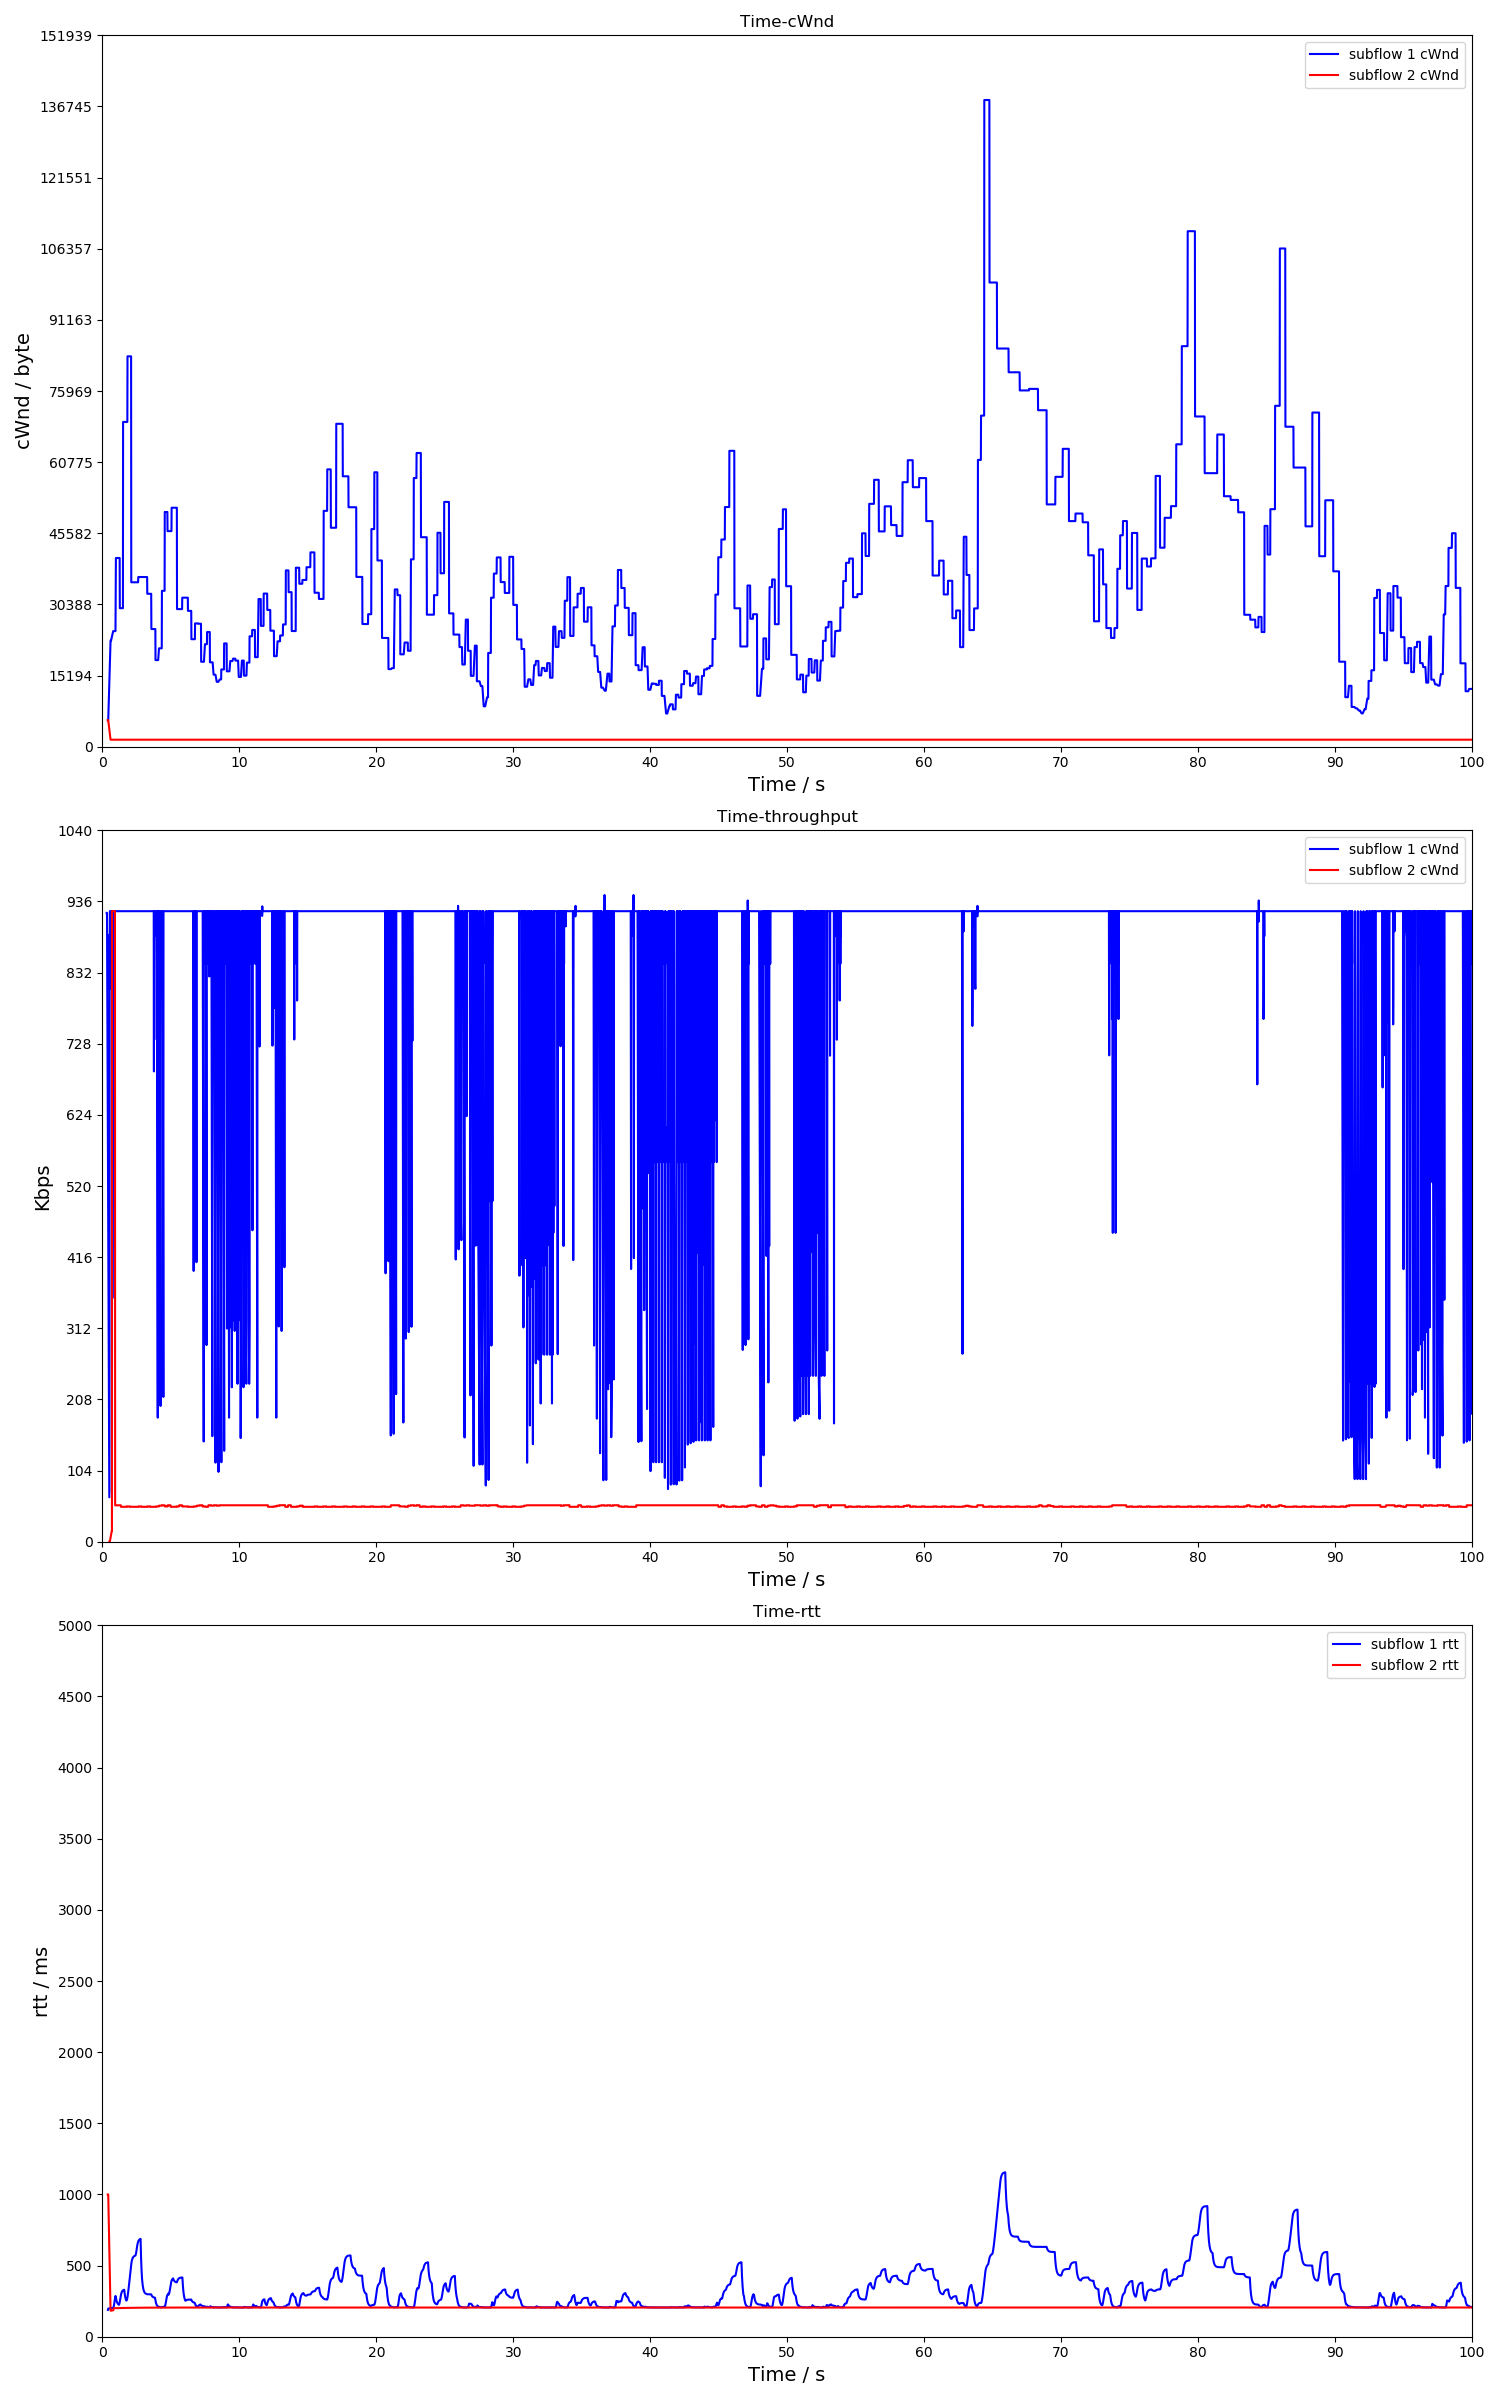 Time-cWnd
151939
136745
121551
106357
91163
75969
60775
45582
30388
15194
0
cWnd / byte
subflow 1 cWnd
subflow 2 cWnd
0 10 20 30 40 50 60 70 80 90 100
Time / s
Time-throughput
1040
936
832
728
624
520
416
312
208
104
0
Kbps
subflow 1 cWnd
subflow 2 cWnd
0 10 20 30 40 50 60 70 80 90 100
Time / s
Time-rtt
5000
4500
4000
3500
3000
2500
2000
1500
1000
500
0
rtt / ms
subflow 1 rtt
subflow 2 rtt
0 10 20 30 40 50 60 70 80 90 100
Time / s